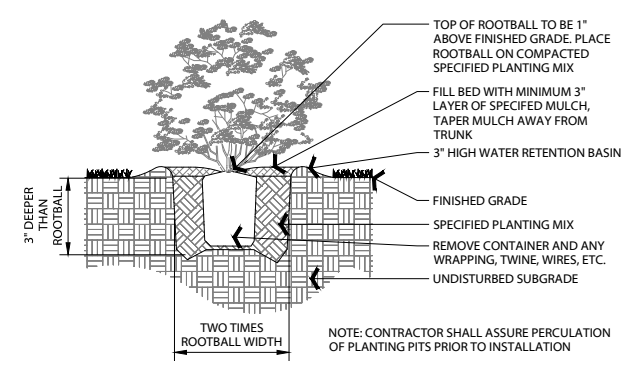 TOP OF ROOTBALL TO BE 1"
ABOVE FINISHED GRADE. PLACE
ROOTBALL ON COMPACTED
SPECIFIED PLANTING MIX
FILL BED WITH MINIMUM 3"
LAYER OF SPECIFED MULCH,
TAPER MULCH AWAY FROM
TRUNK
3" HIGH WATER RETENTION BASIN
FINISHED GRADE
SPECIFIED PLANTING MIX
REMOVE CONTAINER AND ANY
WRAPPING, TWINE, WIRES, ETC.
UNDISTURBED SUBGRADE
3" DEEPER
THAN
ROOTBALL
TWO TIMES
ROOTBALL WIDTH
NOTE: CONTRACTOR SHALL ASSURE PERCULATION
OF PLANTING PITS PRIOR TO INSTALLATION